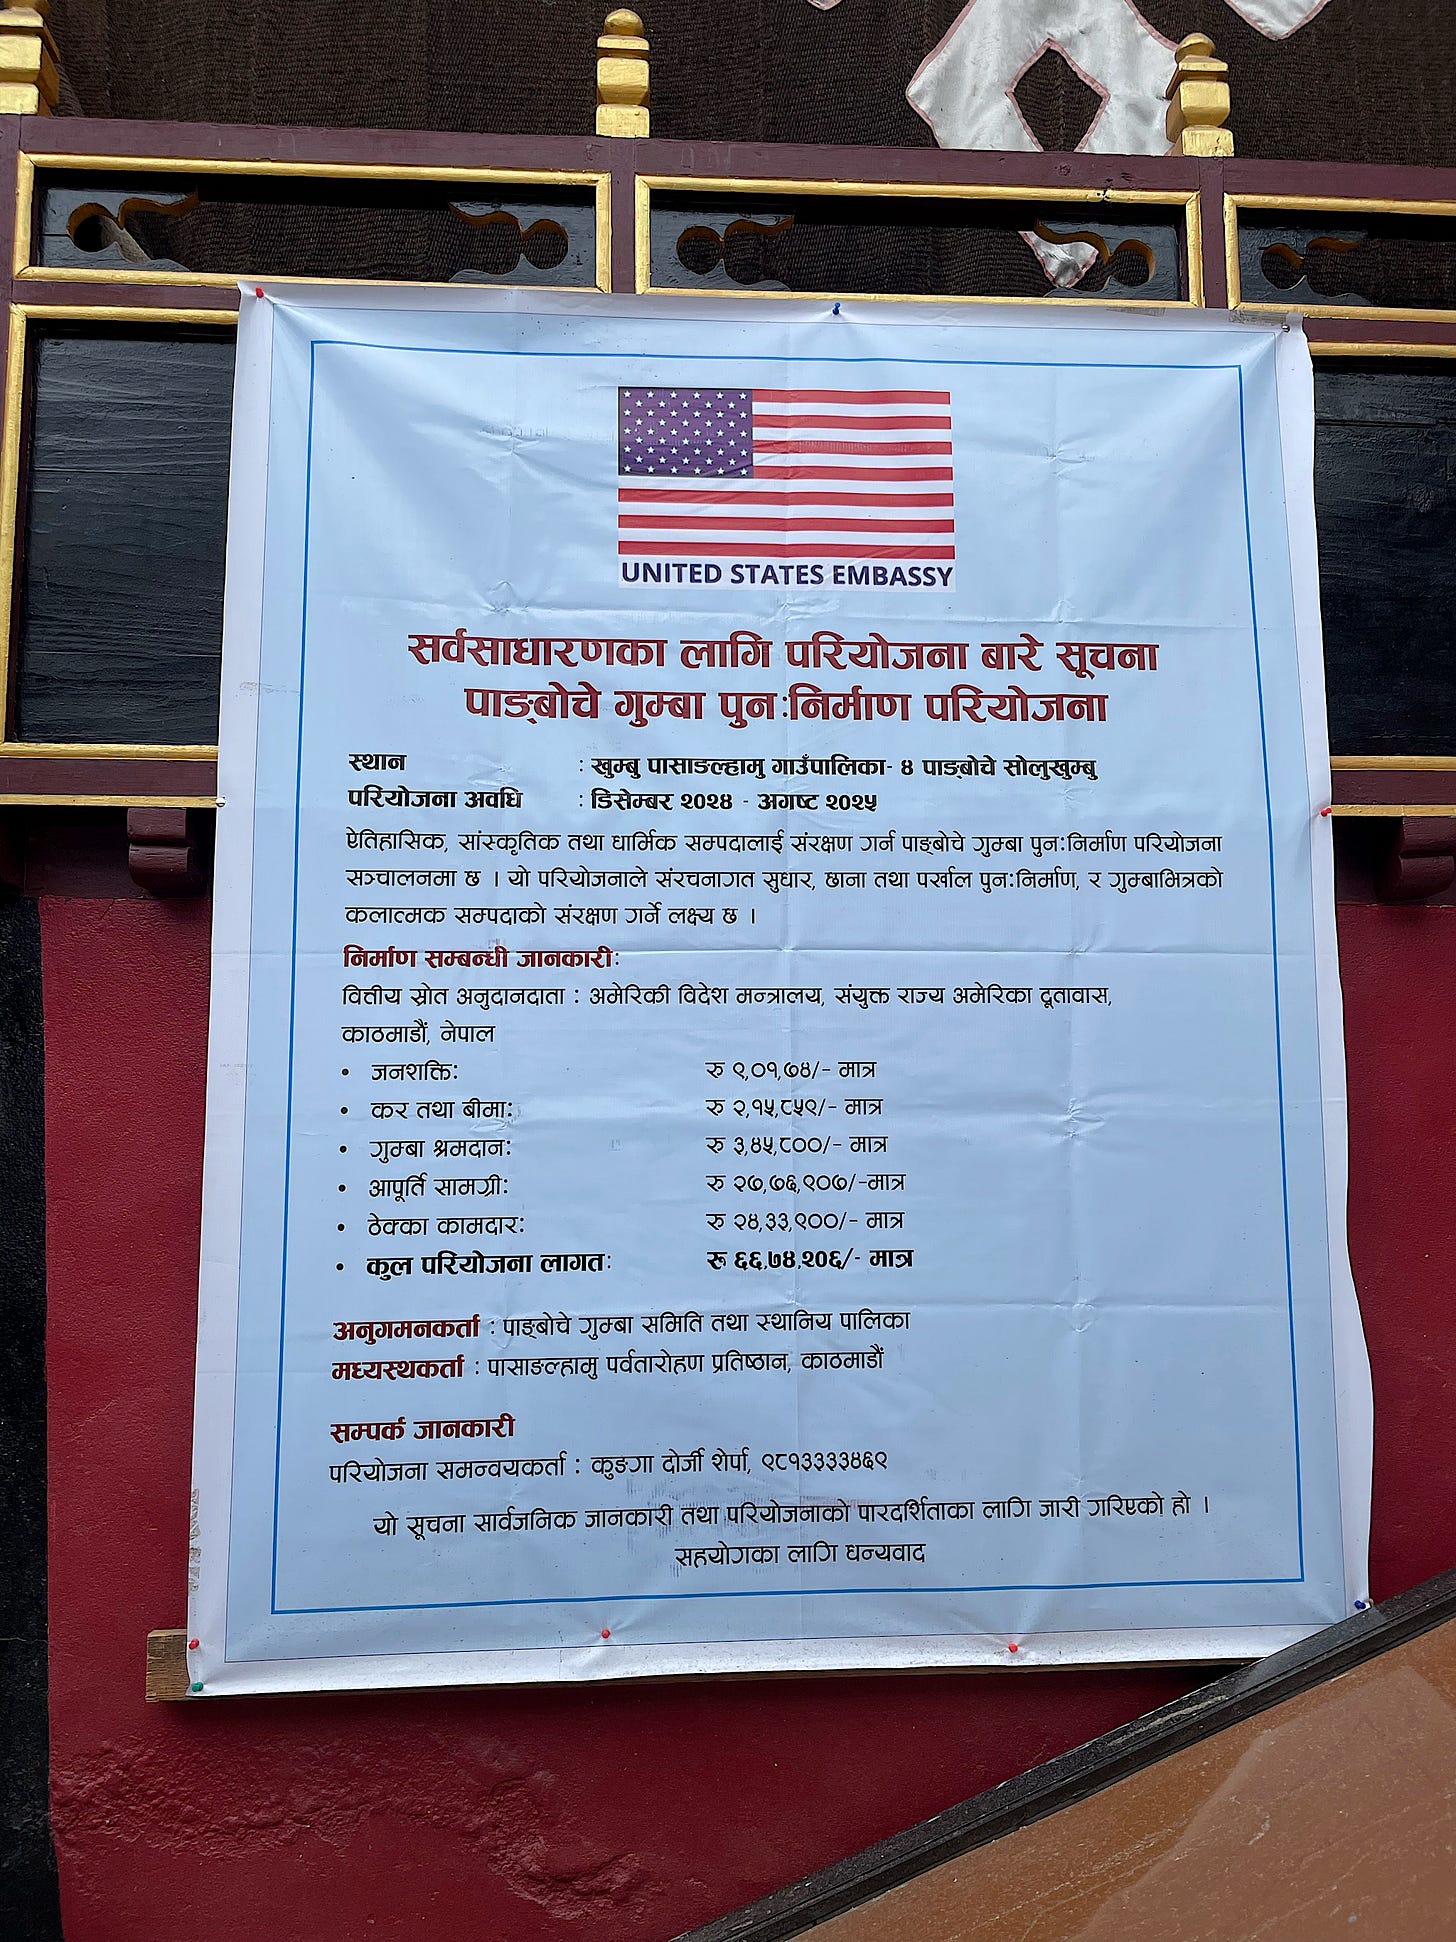 UNITED STATES EMBASSY
सर्वसाधारणका लागि परियोजना बारे सूचना
पाङ्बोचे गुम्बा पुनःनिर्माण परियोजना
स्थान : खुम्बु पासाङल्हामु गाउँपालिका- ४ पाङ्बोचे सोलुखुम्बु
परियोजना अवधि : डिसेम्बर २०२४ - अगष्ट २०२५
ऐतिहासिक, सांस्कृतिक तथा धार्मिक सम्पदालाई संरक्षण गर्न पाङ्बोचे गुम्बा पुनःनिर्माण परियोजना
सञ्चालनमा छ । यो परियोजनाले संरचनागत सुधार, छाना तथा पर्खाल पुनःनिर्माण, र गुम्बाभित्रको
कलात्मक सम्पदाको संरक्षण गर्ने लक्ष्य छ ।
निर्माण सम्बन्धी जानकारी:
वित्तीय स्रोत अनुदानदाता : अमेरिकी विदेश मन्त्रालय, संयुक्त राज्य अमेरिका दूतावास,
काठमाडौं, नेपाल
• जनशक्ति: रु ९,०१,७४/- मात्र
• कर तथा बीमा: रु २,१५,८५९/- मात्र
• गुम्बा श्रमदान: रु ३,४५,८००/- मात्र
• आपूर्ति सामग्री: रु २७,७६,९०७/-मात्र
• ठेक्का कामदार: रु २४,३३,९००/- मात्र
• कुल परियोजना लागत: रू ६६,७४,२०६/- मात्र
अनुगमनकर्ता : पाङ्बोचे गुम्बा समिति तथा स्थानिय पालिका
मध्यस्थकर्ता : पासाङल्हामु पर्वतारोहण प्रतिष्ठान, काठमाडौं
सम्पर्क जानकारी
परियोजना समन्वयकर्ता : कुङगा दोर्जी शेर्पा, ९८१३३३३४६९
यो सूचना सार्वजनिक जानकारी तथा परियोजनाको पारदर्शिताका लागि जारी गरिएको हो ।
सहयोगका लागि धन्यवाद